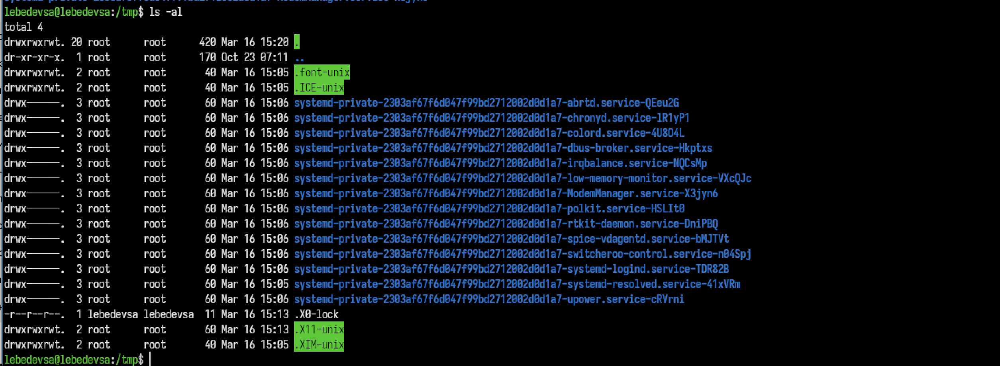 lebedevsa@lebedevsa:/tmp$ ls -al
total 4
drwxrwxrwt. 20 root      root      420 Mar 16 15:20 .
dr-xr-xr-x.  1 root      root      170 Oct 23 07:11 ..
drwxrwxrwt.  2 root      root       40 Mar 16 15:05 .font-unix
drwxrwxrwt.  2 root      root       40 Mar 16 15:05 .ICE-unix
drwx------.  3 root      root       60 Mar 16 15:06 systemd-private-2303af67f6d047f99bd2712002d0d1a7-abrtd.service-QEeu2G
drwx------.  3 root      root       60 Mar 16 15:06 systemd-private-2303af67f6d047f99bd2712002d0d1a7-chronyd.service-lR1yP1
drwx------.  3 root      root       60 Mar 16 15:06 systemd-private-2303af67f6d047f99bd2712002d0d1a7-colord.service-4U8O4L
drwx------.  3 root      root       60 Mar 16 15:06 systemd-private-2303af67f6d047f99bd2712002d0d1a7-dbus-broker.service-Hkptxs
drwx------.  3 root      root       60 Mar 16 15:06 systemd-private-2303af67f6d047f99bd2712002d0d1a7-irqbalance.service-NQCsMp
drwx------.  3 root      root       60 Mar 16 15:06 systemd-private-2303af67f6d047f99bd2712002d0d1a7-low-memory-monitor.service-VXcQJc
drwx------.  3 root      root       60 Mar 16 15:06 systemd-private-2303af67f6d047f99bd2712002d0d1a7-ModemManager.service-X3jyn6
drwx------.  3 root      root       60 Mar 16 15:06 systemd-private-2303af67f6d047f99bd2712002d0d1a7-polkit.service-HSLIt0
drwx------.  3 root      root       60 Mar 16 15:06 systemd-private-2303af67f6d047f99bd2712002d0d1a7-rtkit-daemon.service-DniPBQ
drwx------.  3 root      root       60 Mar 16 15:06 systemd-private-2303af67f6d047f99bd2712002d0d1a7-spice-vdagentd.service-bMJTVt
drwx------.  3 root      root       60 Mar 16 15:06 systemd-private-2303af67f6d047f99bd2712002d0d1a7-switcheroo-control.service-n04Spj
drwx------.  3 root      root       60 Mar 16 15:06 systemd-private-2303af67f6d047f99bd2712002d0d1a7-systemd-logind.service-TDR82B
drwx------.  3 root      root       60 Mar 16 15:05 systemd-private-2303af67f6d047f99bd2712002d0d1a7-systemd-resolved.service-41xVRm
drwx------.  3 root      root       60 Mar 16 15:06 systemd-private-2303af67f6d047f99bd2712002d0d1a7-upower.service-cRVrni
-r--r--r--.  1 lebedevsa lebedevsa  11 Mar 16 15:13 .X0-lock
drwxrwxrwt.  2 root      root       60 Mar 16 15:13 .X11-unix
drwxrwxrwt.  2 root      root       40 Mar 16 15:05 .XIM-unix
lebedevsa@lebedevsa:/tmp$